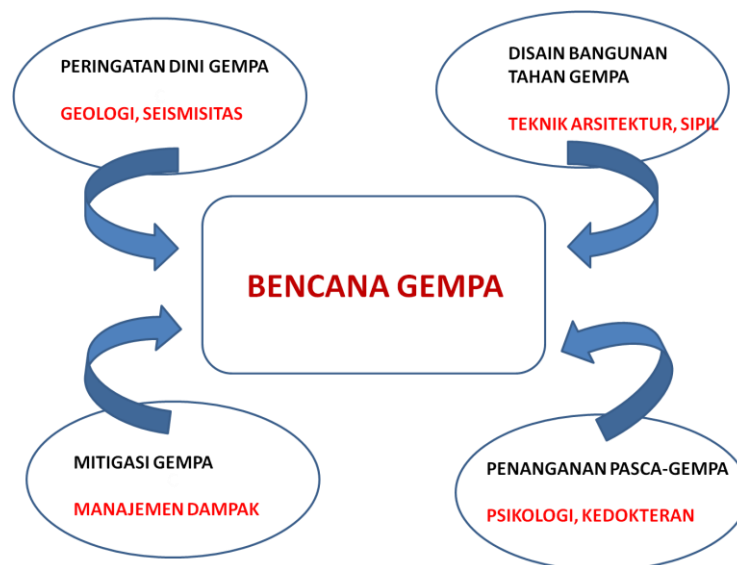 PERINGATAN DINI GEMPA
GEOLOGI, SEISMISITAS
DISAIN BANGUNAN
TAHAN GEMPA
TEKNIK ARSITEKTUR, SIPIL
BENCANA GEMPA
MITIGASI GEMPA
MANAJEMEN DAMPAK
PENANGANAN PASCA-GEMPA
PSIKOLOGI, KEDOKTERAN